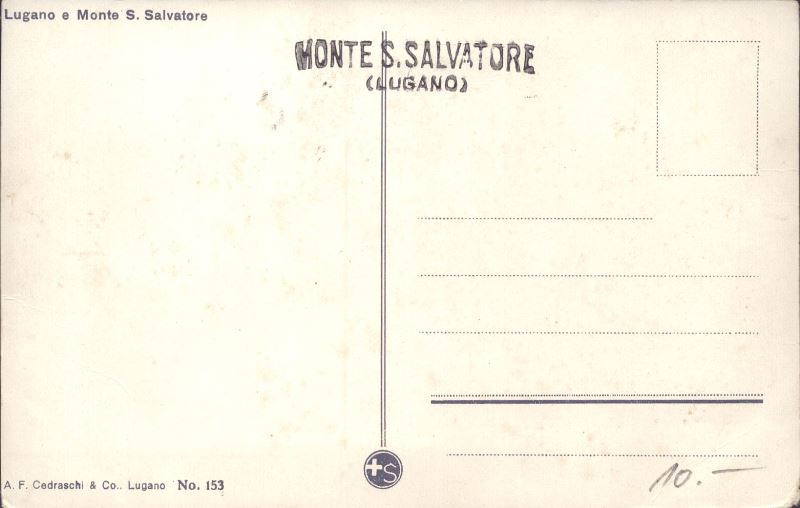 Lugano e Monte S. Salvatore
MONTE S. SALVATORE
(LUGANO)
S
A. F. Cedraschi & Co.. Lugano No. 153
10.—